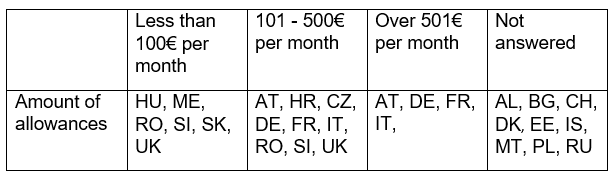 Less than
100€ per
month
101 - 500€
per month
Over 501€
per month
Not
answered
Amount of
allowances
HU, ME,
RO, SI, SK,
UK
AT, HR, CZ,
DE, FR, IT,
RO, SI, UK
AT, DE, FR,
IT,
AL, BG, CH,
DK, EE, IS,
MT, PL, RU